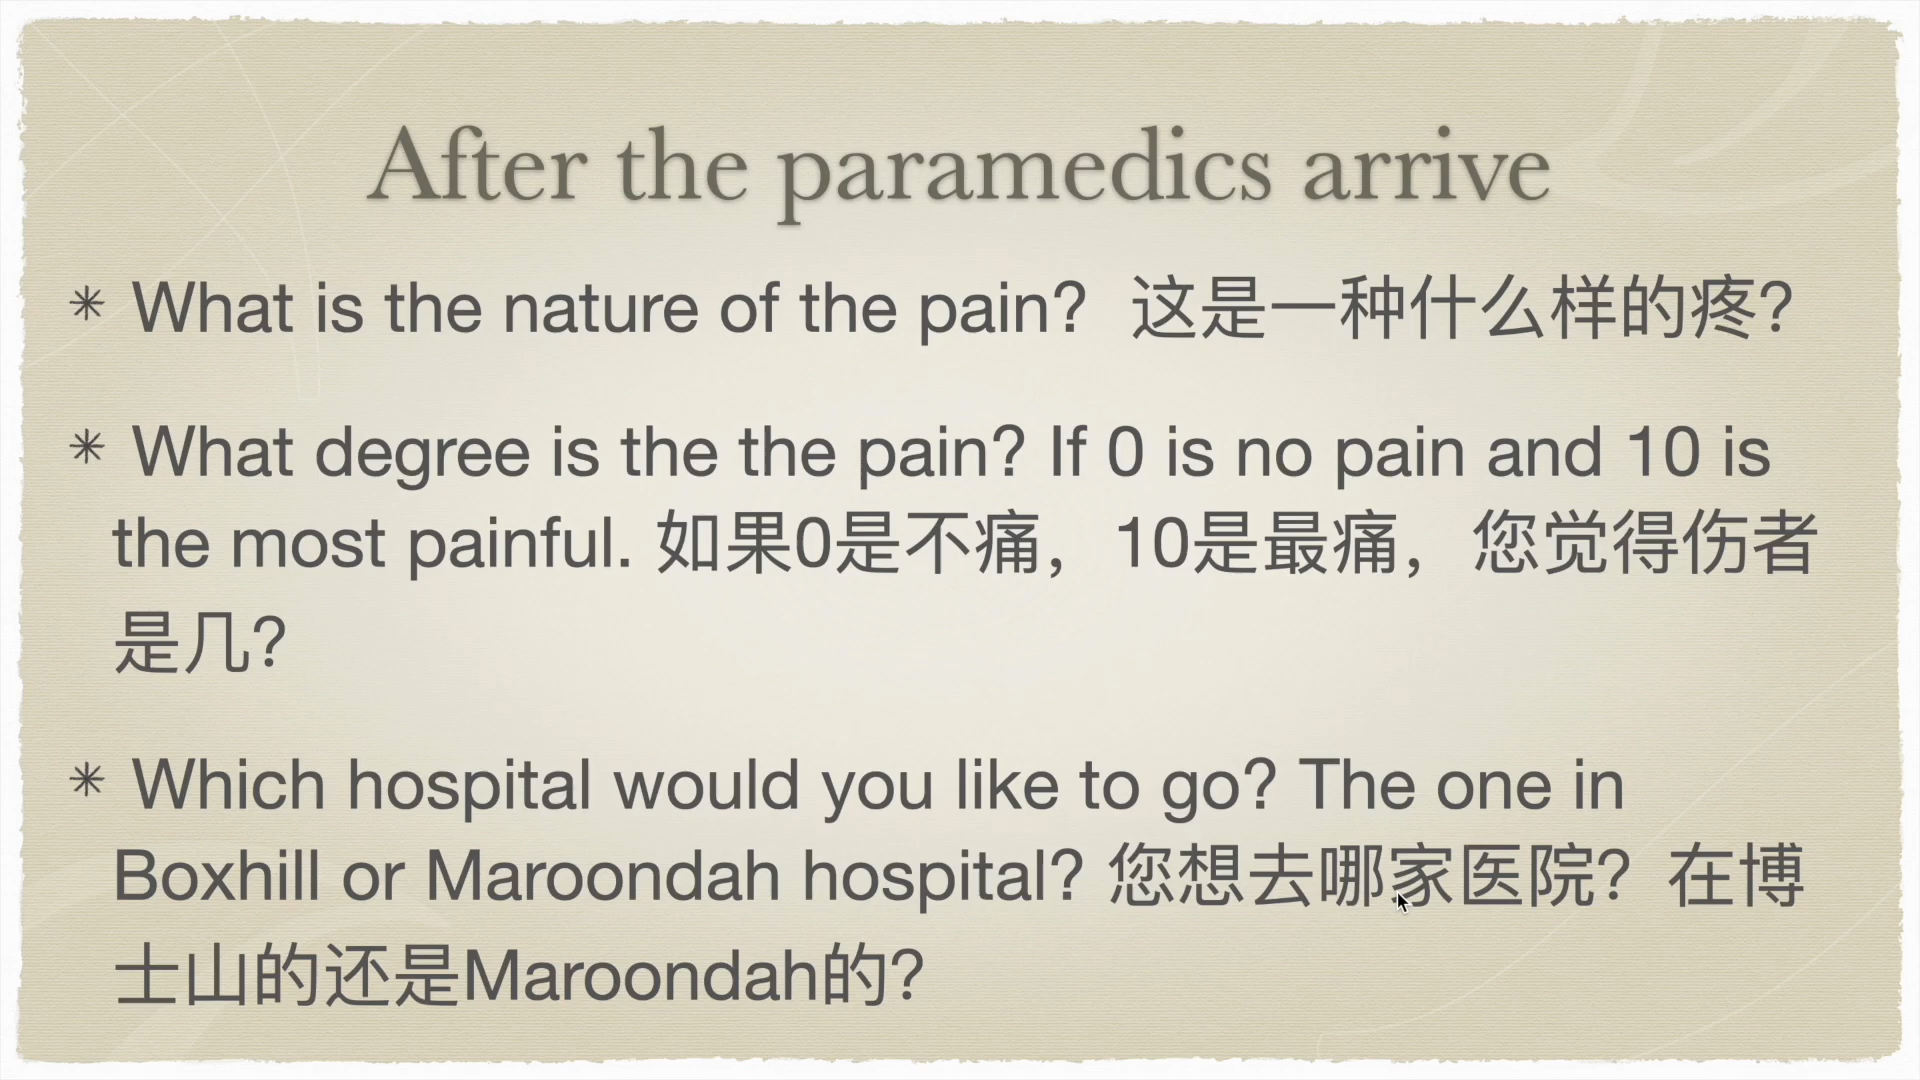 After the paramedics arrive
What is the nature of the pain? 这是一种什么样的疼?
What degree is the the pain? If 0 is no pain and 10 is
the most painful. 如果0是不痛，10是最痛，您觉得伤者
是几?
Which hospital would you like to go? The one in
Boxhill or Maroondah hospital? 您想去哪家医院？在博
士山的还是Maroondah的?